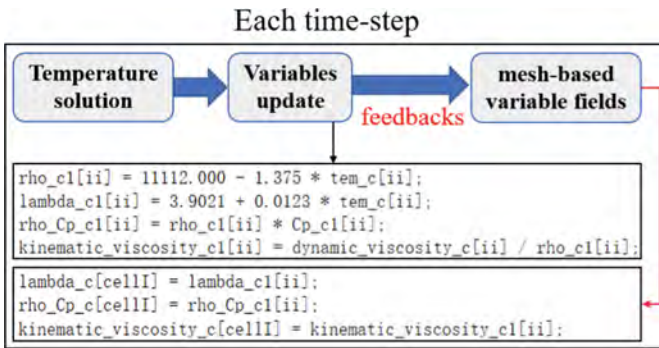 Each time-step
Temperature
solution
Variables
update
feedbacks
mesh-based
variable fields
rho_c1[ii] = 11112.000 - 1.375 * tem_c[ii];
lambda_c1[ii] = 3.9021 + 0.0123 * tem_c[ii];
rho_Cp_c1[ii] = rho_c1[ii] * Cp_c1[ii];
kinematic_viscosity_c1[ii] = dynamic_viscosity_c[ii] / rho_c1[ii];
lambda_c[cellI] = lambda_c1[ii];
rho_Cp_c[cellI] = rho_Cp_c1[ii];
kinematic_viscosity_c[cellI] = kinematic_viscosity_c1[ii];